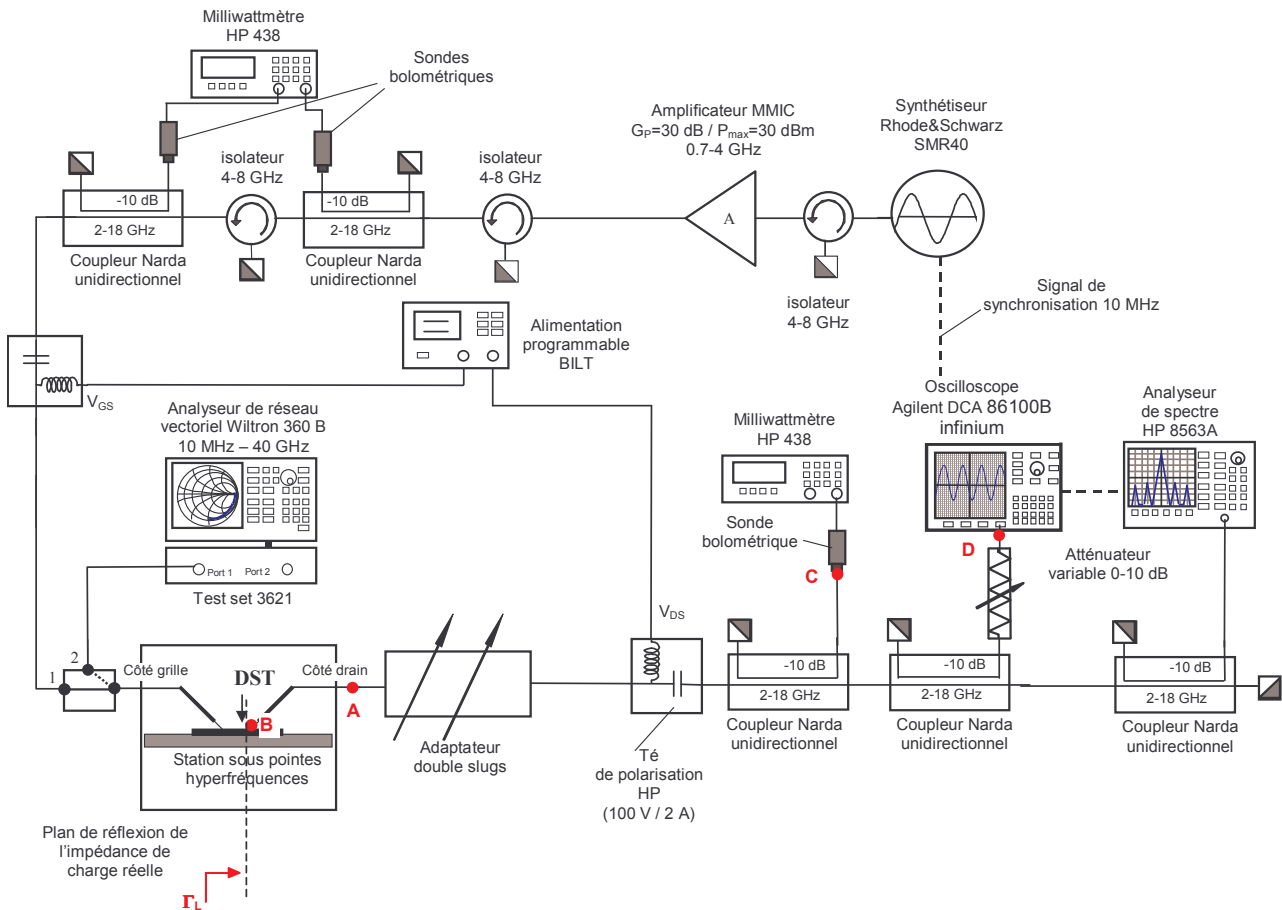 Milliwattmètre
HP 438
Sondes
bolométriques
Amplificateur MMIC
GP=30 dB / Pmax=30 dBm
0.7-4 GHz
Synthétiseur
Rhode&Schwarz
SMR40
isolateur
4-8 GHz
isolateur
4-8 GHz
-10 dB
2-18 GHz
-10 dB
2-18 GHz
A
Coupleur Narda
unidirectionnel
Coupleur Narda
unidirectionnel
isolateur
4-8 GHz
Signal de
synchronisation 10 MHz
Alimentation
programmable
BILT
VGS
Analyseur de réseau
vectoriel Wiltron 360 B
10 MHz – 40 GHz
Milliwattmètre
HP 438
Oscilloscope
Agilent DCA 86100B
infinium
Analyseur
de spectre
HP 8563A
Sonde
bolométrique
C
D
Atténuateur
variable 0-10 dB
Port 1 Port 2
Test set 3621
VDS
2
1
Côté grille
DST
Côté drain
A
B
-10 dB
2-18 GHz
-10 dB
2-18 GHz
-10 dB
2-18 GHz
Station sous pointes
hyperfréquences
Adaptateur
double slugs
Té
de polarisation
HP
(100 V / 2 A)
Coupleur Narda
unidirectionnel
Coupleur Narda
unidirectionnel
Coupleur Narda
unidirectionnel
Plan de réflexion de
l'impédance de
charge réelle
ΓL